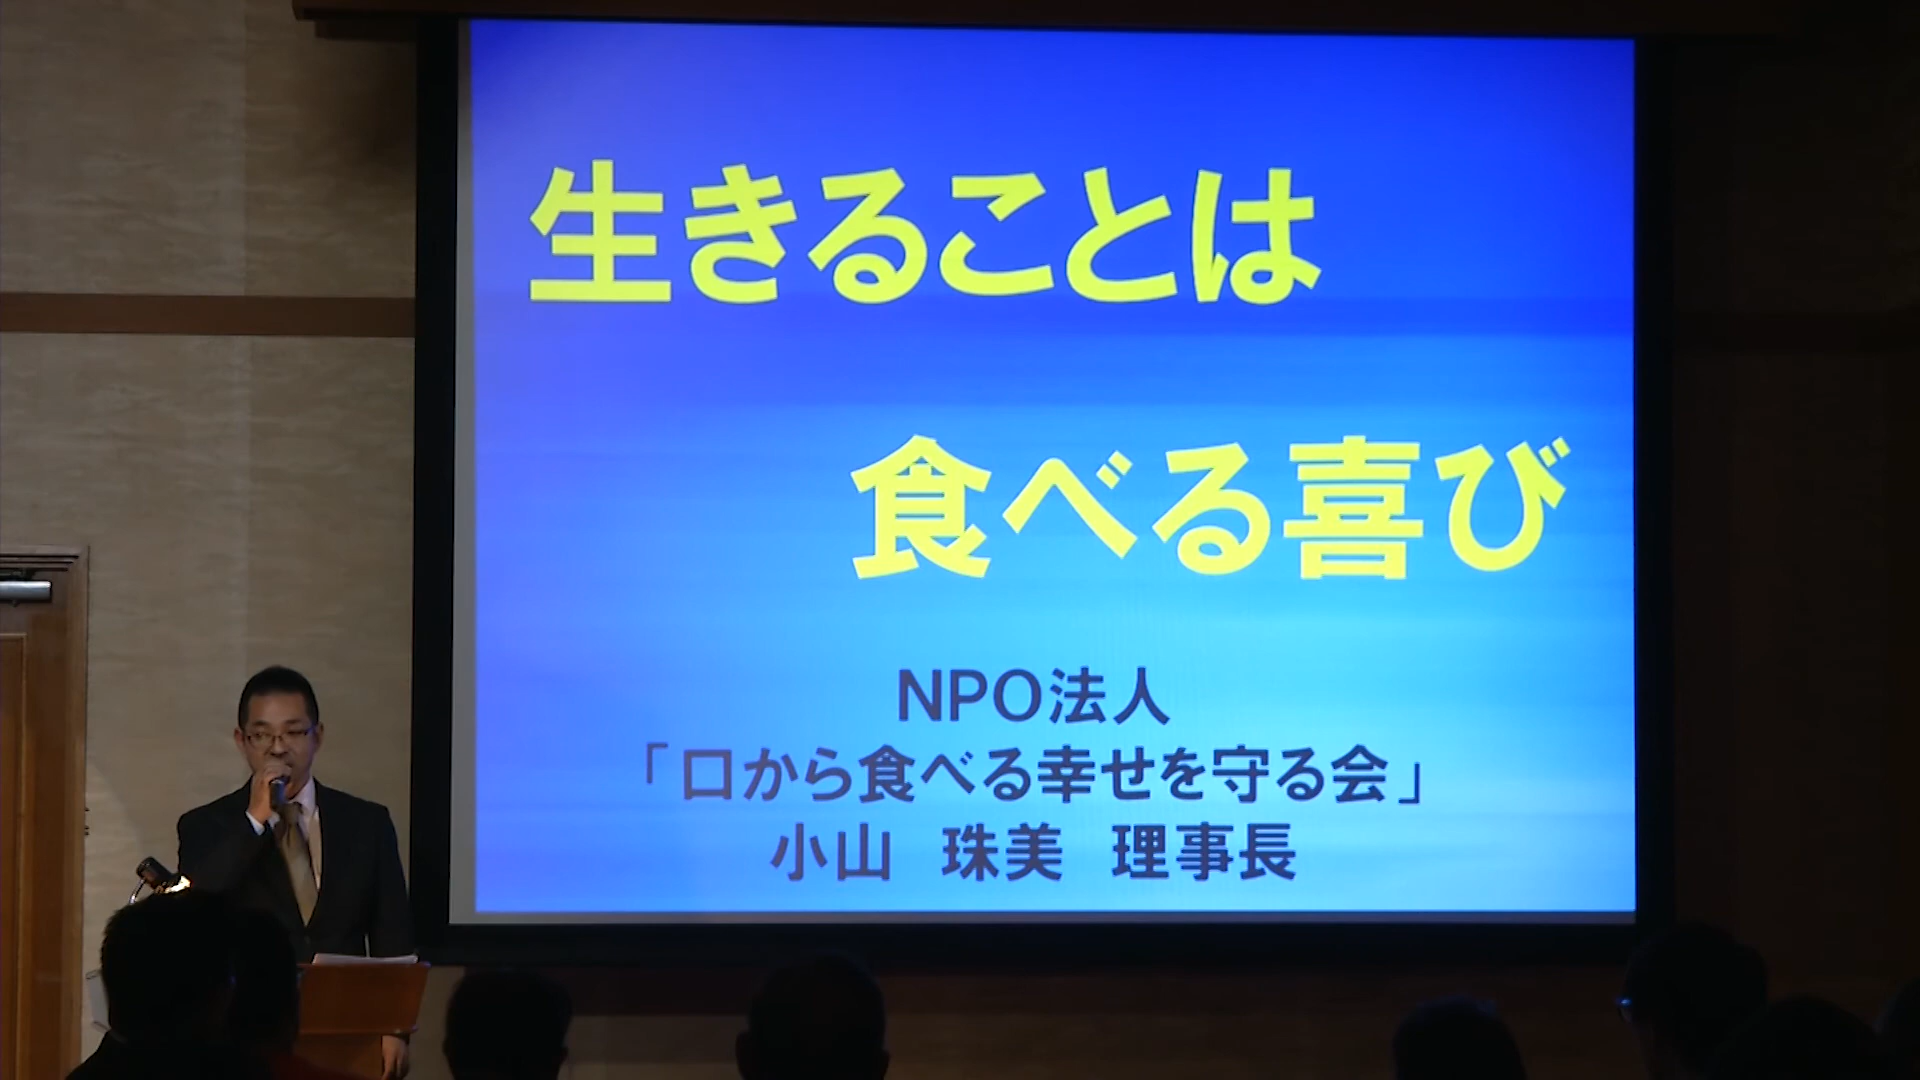 生きることは
食べる喜び
NPO法人
「口から食べる幸せを守る会」
小山　珠美　理事長